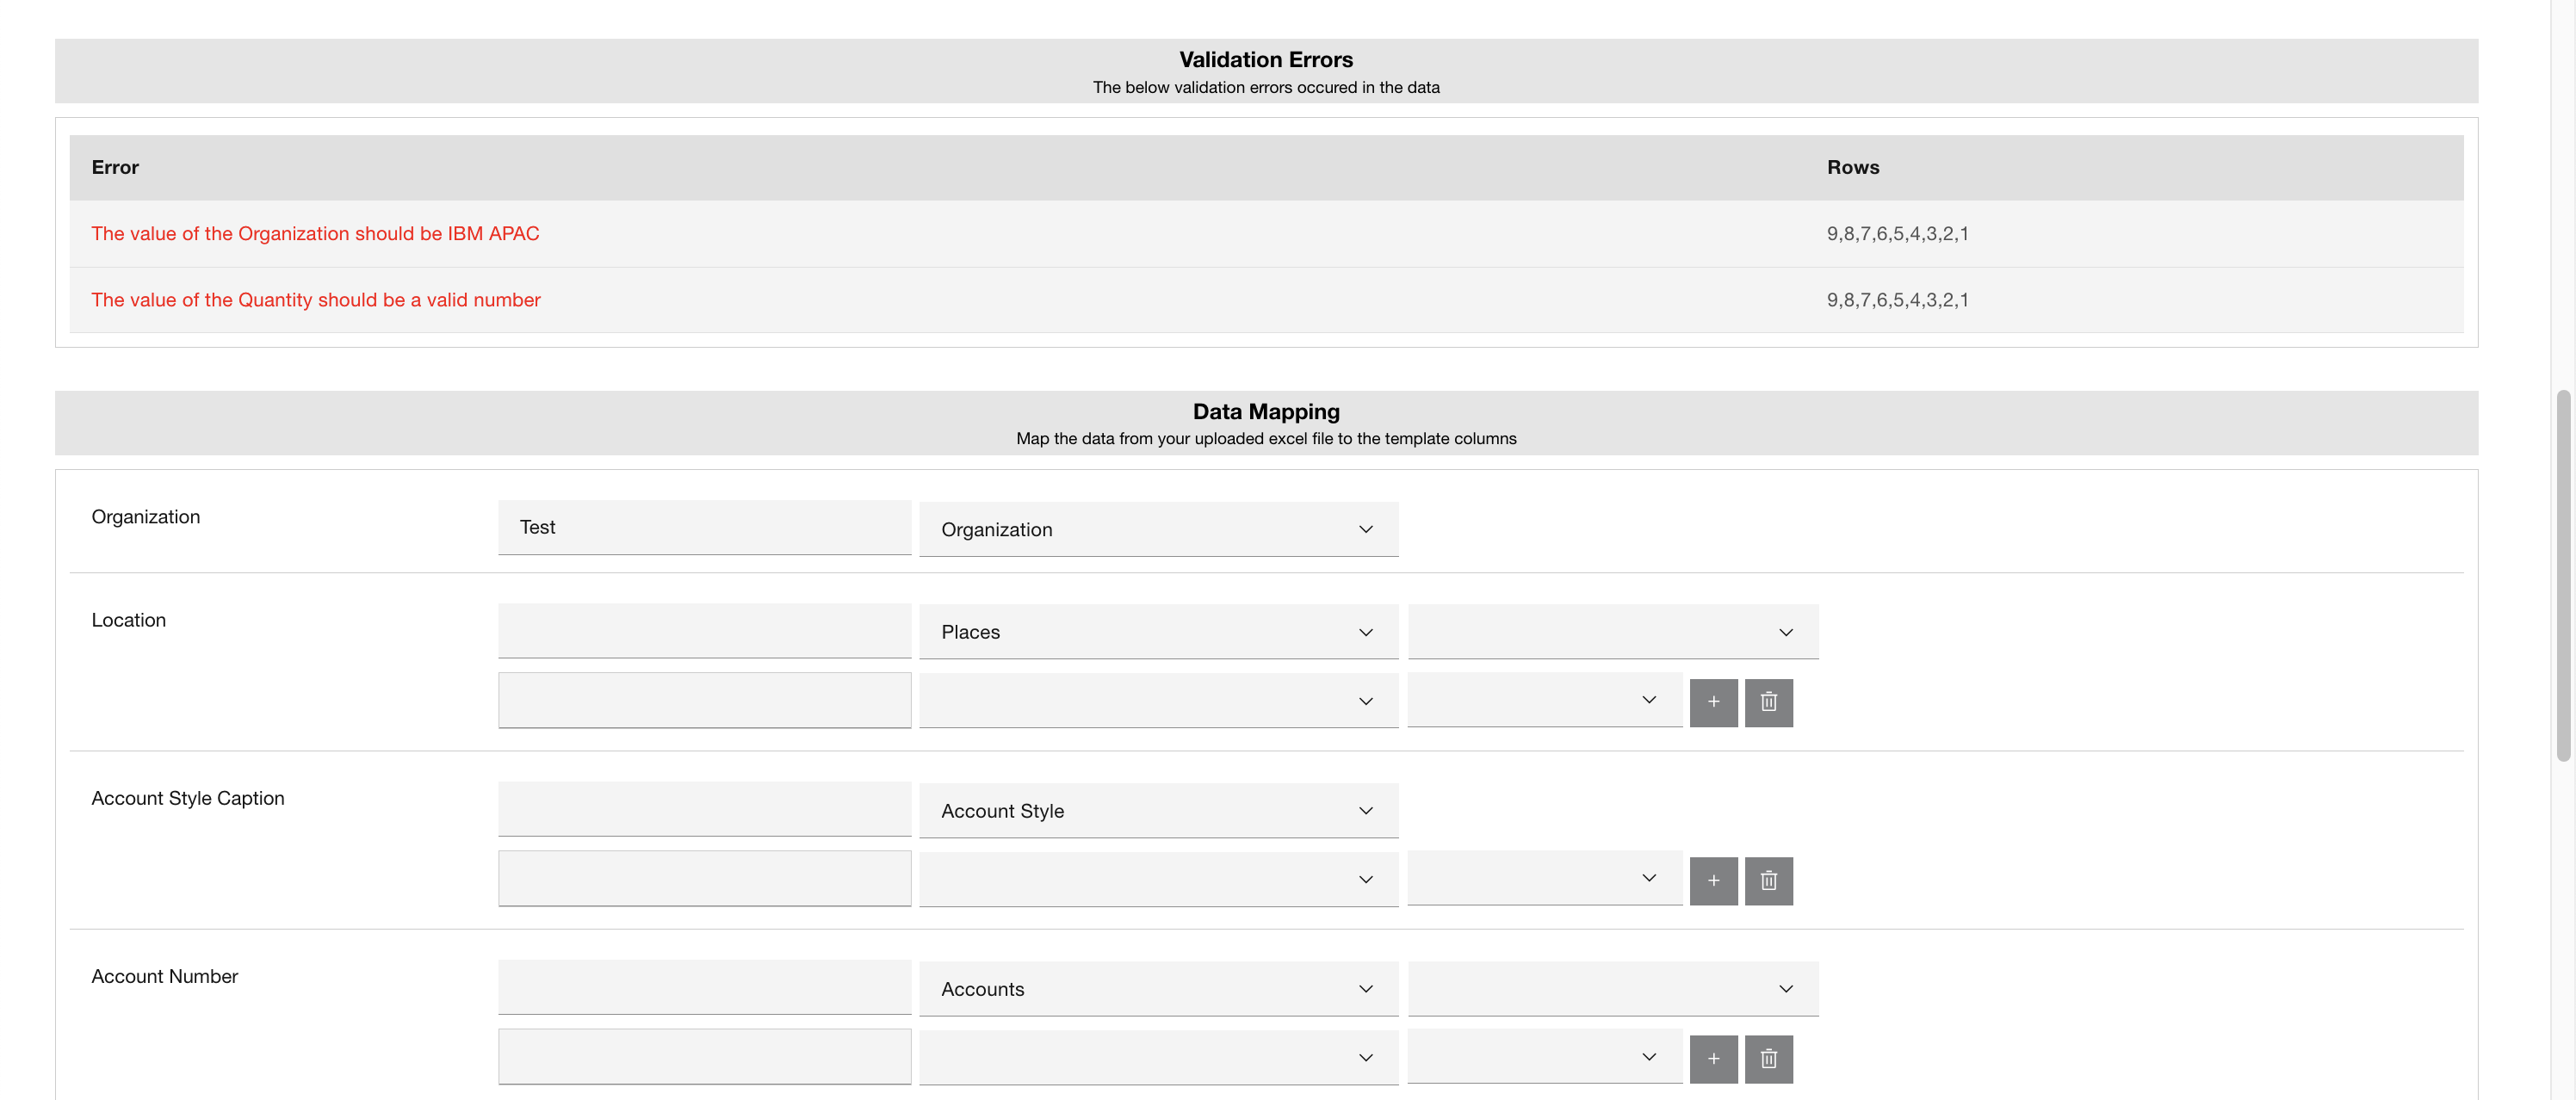 Validation Errors
The below validation errors occured in the data
Error Rows
The value of the Organization should be IBM APAC 9,8,7,6,5,4,3,2,1
The value of the Quantity should be a valid number 9,8,7,6,5,4,3,2,1
Data Mapping
Map the data from your uploaded excel file to the template columns
Organization Test Organization
Location Places
Account Style Caption Account Style
Account Number Accounts